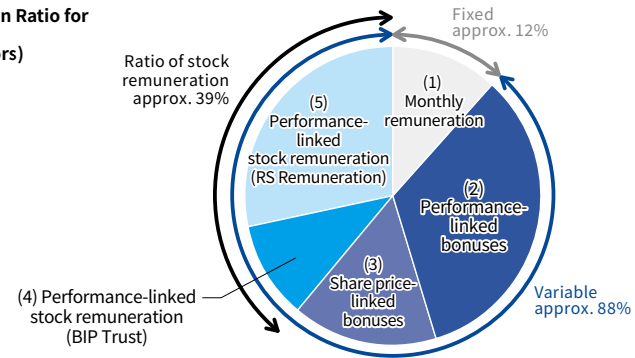 n Ratio for
rs)
Fixed
approx. 12%
Ratio of stock
remuneration
approx. 39%
(1)
Monthly
remuneration
(5)
Performance-
linked
stock remuneration
(RS Remuneration)
(2)
Performance-
linked
bonuses
(3)
Share price-
linked
bonuses
(4) Performance-linked
stock remuneration
(BIP Trust)
Variable
approx. 88%